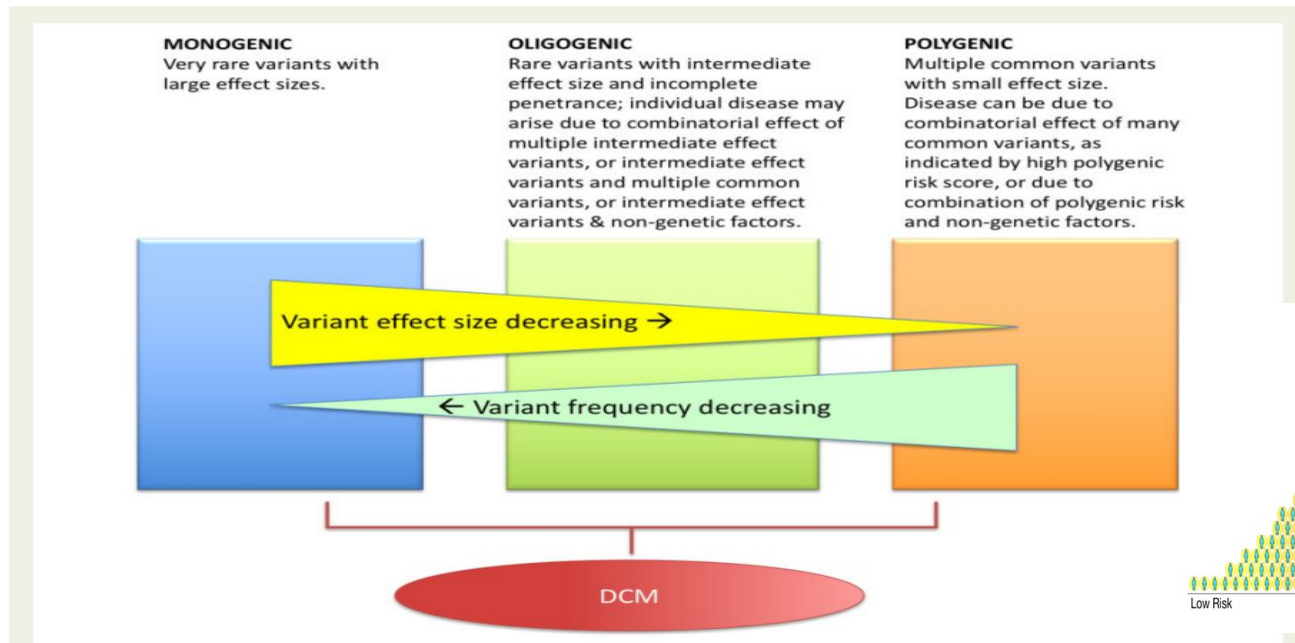 MONOGENIC
Very rare variants with
large effect sizes.
OLIGOGENIC
Rare variants with intermediate
effect size and incomplete
penetrance; individual disease may
arise due to combinatorial effect of
multiple intermediate effect
variants, or intermediate effect
variants and multiple common
variants, or intermediate effect
variants & non-genetic factors.
POLYGENIC
Multiple common variants
with small effect size.
Disease can be due to
combinatorial effect of many
common variants, as
indicated by high polygenic
risk score, or due to
combination of polygenic risk
and non-genetic factors.
Variant effect size decreasing →
← Variant frequency decreasing
DCM
Low Risk